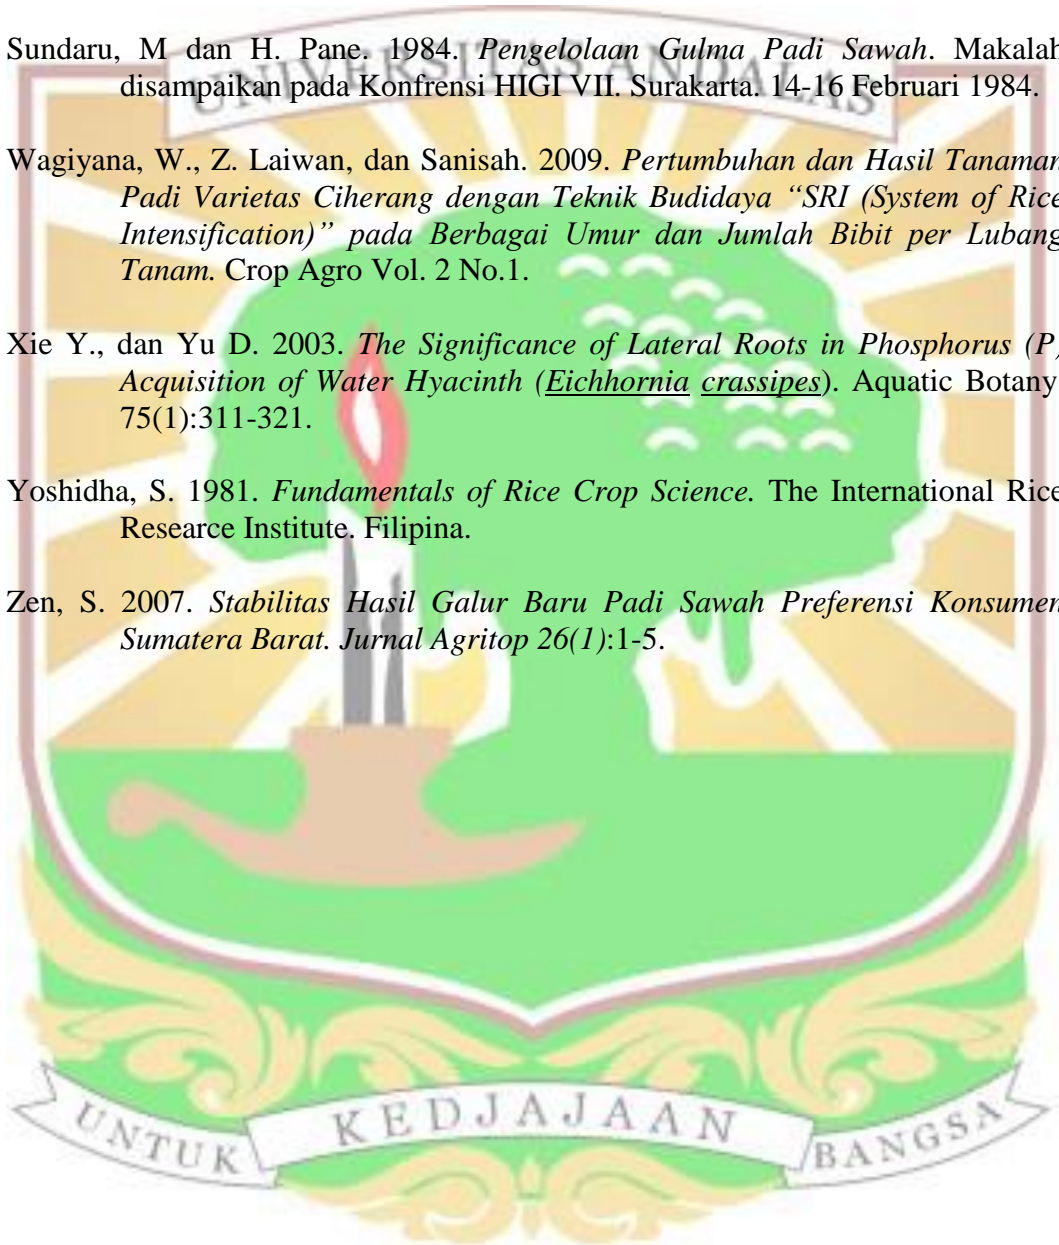 UNIVERSITAS ANDALAS
Sundaru, M dan H. Pane. 1984. Pengelolaan Gulma Padi Sawah. Makalah
disampaikan pada Konfrensi HIGI VII. Surakarta. 14-16 Februari 1984.
Wagiyana, W., Z. Laiwan, dan Sanisah. 2009. Pertumbuhan dan Hasil Tanaman
Padi Varietas Ciherang dengan Teknik Budidaya “SRI (System of Rice
Intensification)” pada Berbagai Umur dan Jumlah Bibit per Lubang
Tanam. Crop Agro Vol. 2 No.1.
Xie Y., dan Yu D. 2003. The Significance of Lateral Roots in Phosphorus (P)
Acquisition of Water Hyacinth (Eichhornia crassipes). Aquatic Botany
75(1):311-321.
Yoshidha, S. 1981. Fundamentals of Rice Crop Science. The International Rice
Researce Institute. Filipina.
Zen, S. 2007. Stabilitas Hasil Galur Baru Padi Sawah Preferensi Konsumen
Sumatera Barat. Jurnal Agritop 26(1):1-5.
UNTUK KEDJAJAAN BANGSA